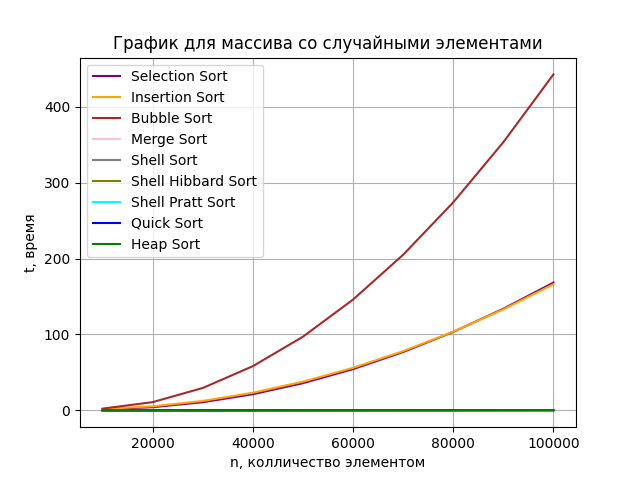 График для массива со случайными элементами
Selection Sort
Insertion Sort
Bubble Sort
Merge Sort
Shell Sort
Shell Hibbard Sort
Shell Pratt Sort
Quick Sort
Heap Sort
t, время
400
300
200
100
0
20000 40000 60000 80000 100000
n, колличество элементом